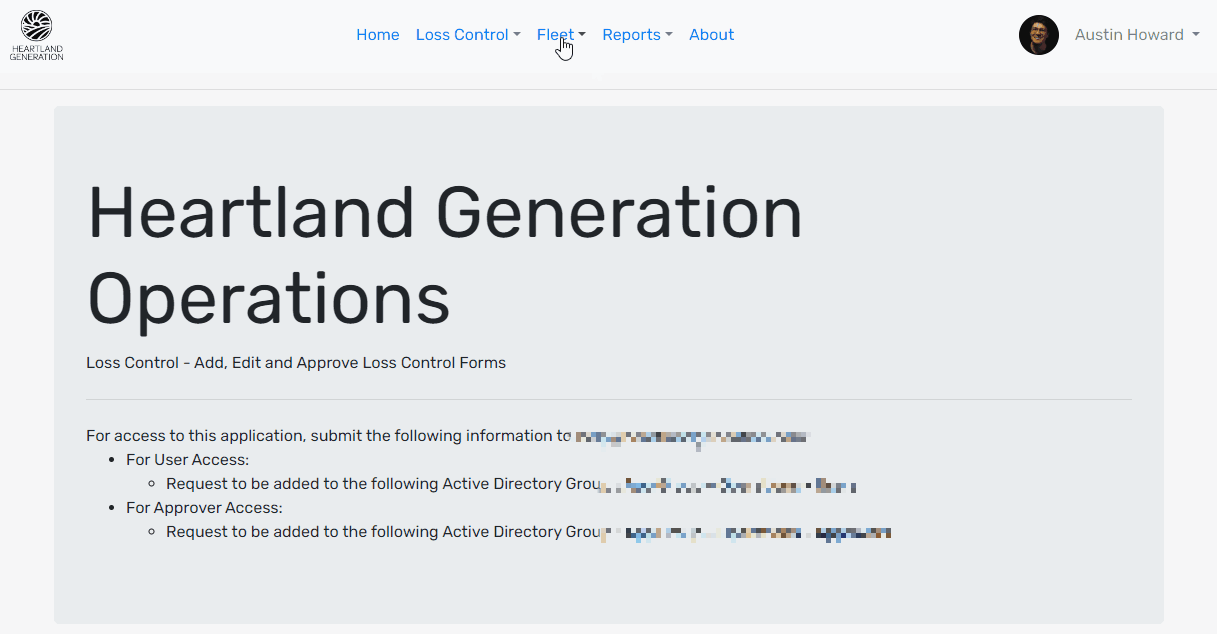 HEARTLAND
GENERATION
Home Loss Control Fleet Reports About Austin Howard
Heartland Generation
Operations
Loss Control - Add, Edit and Approve Loss Control Forms
For access to this application, submit the following information to
For User Access:
Request to be added to the following Active Directory Grou
For Approver Access:
Request to be added to the following Active Directory Grou